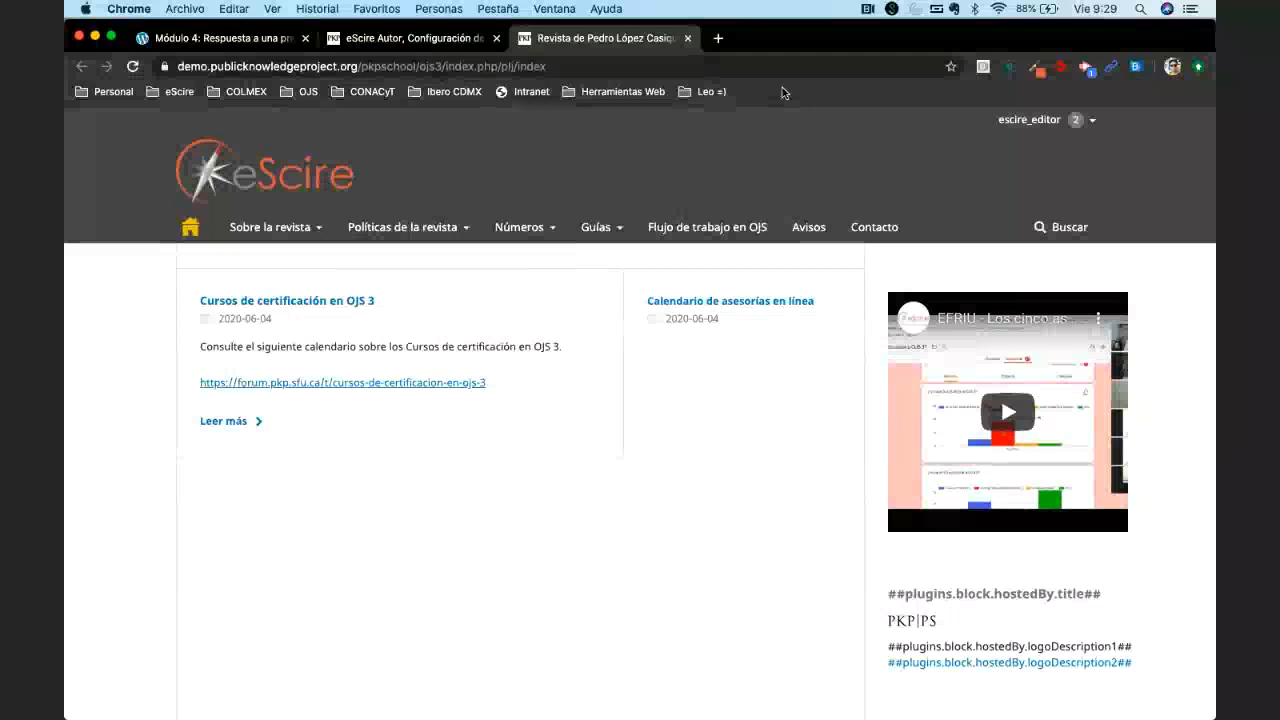 Chrome Archivo Editar Ver Historial Favoritos Personas Pestaña Ventana Ayuda 88% Vie 9:29
Módulo 4: Respuesta a una pr × PKP eScire Autor, Configuración de × PKP Revista de Pedro López Casiqu × +
demo.publicknowledgeproject.org/pkpschool/ojs3/index.php/plj/index
Personal eScire COLMEX OJS CONACyT Ibero CDMX Intranet Herramientas Web Leo =)
escire_editor 2
eScire
Sobre la revista Políticas de la revista Números Guías Flujo de trabajo en OJS Avisos Contacto Buscar
Cursos de certificación en OJS 3
2020-06-04
Consulte el siguiente calendario sobre los Cursos de certificación en OJS 3.
https://forum.pkp.sfu.ca/t/cursos-de-certificacion-en-ojs-3
Leer más
Calendario de asesorías en línea
2020-06-04
EFRIU - Los cinco as...
##plugins.block.hostedBy.title##
PKP|PS
##plugins.block.hostedBy.logoDescription1##
##plugins.block.hostedBy.logoDescription2##